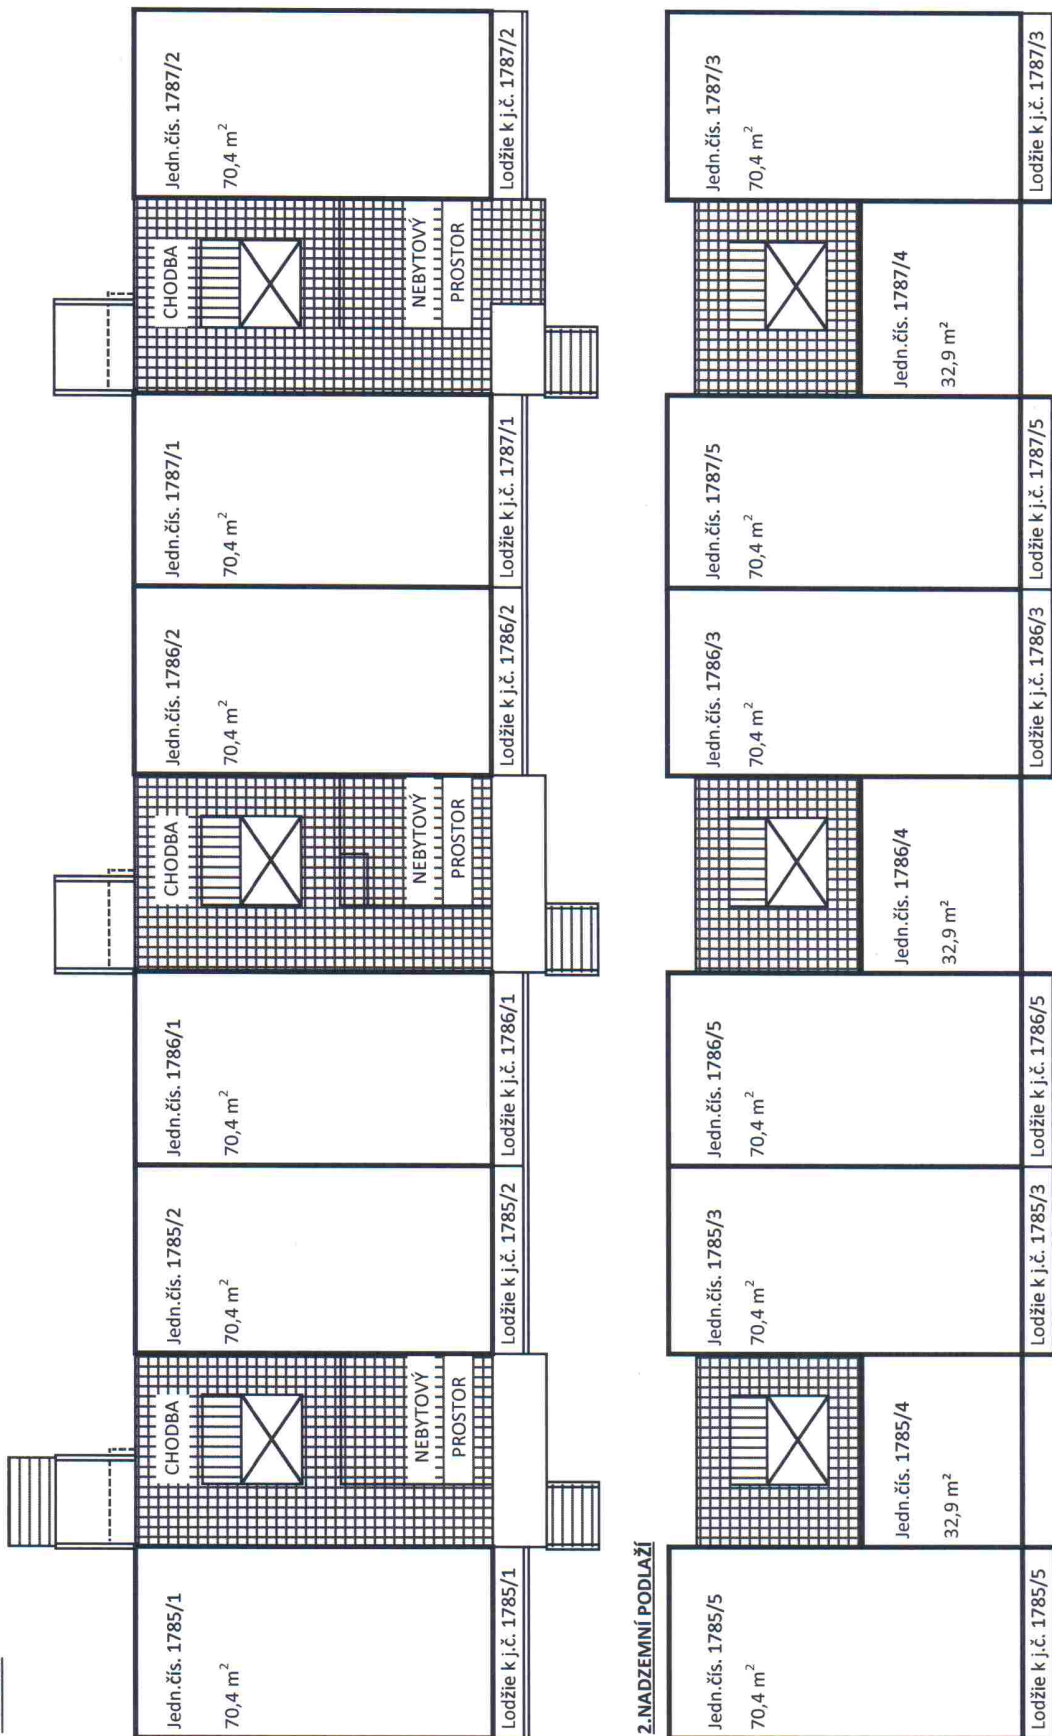 Jedn.čís. 1785/1
70,4 m²
Lodžie k j.č. 1785/1
CHODBA
NEBYTOVÝ
PROSTOR
Jedn.čís. 1785/2
70,4 m²
Lodžie k j.č. 1785/2
Jedn.čís. 1786/1
70,4 m²
Lodžie k j.č. 1786/1
CHODBA
NEBYTOVÝ
PROSTOR
Jedn.čís. 1786/2
70,4 m²
Lodžie k j.č. 1786/2
Jedn.čís. 1787/1
70,4 m²
Lodžie k j.č. 1787/1
CHODBA
NEBYTOVÝ
PROSTOR
Jedn.čís. 1787/2
70,4 m²
Lodžie k j.č. 1787/2
2.NADZEMNÍ PODLAŽÍ
Jedn.čís. 1785/5
70,4 m²
Lodžie k j.č. 1785/5
Jedn.čís. 1785/4
32,9 m²
Jedn.čís. 1785/3
70,4 m²
Lodžie k j.č. 1785/3
Jedn.čís. 1786/5
70,4 m²
Lodžie k j.č. 1786/5
Jedn.čís. 1786/4
32,9 m²
Jedn.čís. 1786/3
70,4 m²
Lodžie k j.č. 1786/3
Jedn.čís. 1787/5
70,4 m²
Lodžie k j.č. 1787/5
Jedn.čís. 1787/4
32,9 m²
Jedn.čís. 1787/3
70,4 m²
Lodžie k j.č. 1787/3